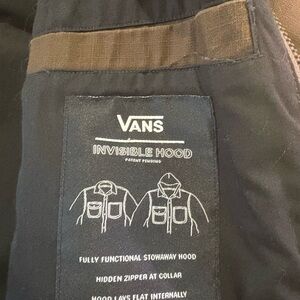 VANS
INVISIBLE HOOD
PATENT PENDING
FULLY FUNCTIONAL STOWAWAY HOOD
HIDDEN ZIPPER AT COLLAR
HOOD LAYS FLAT INTERNALLY